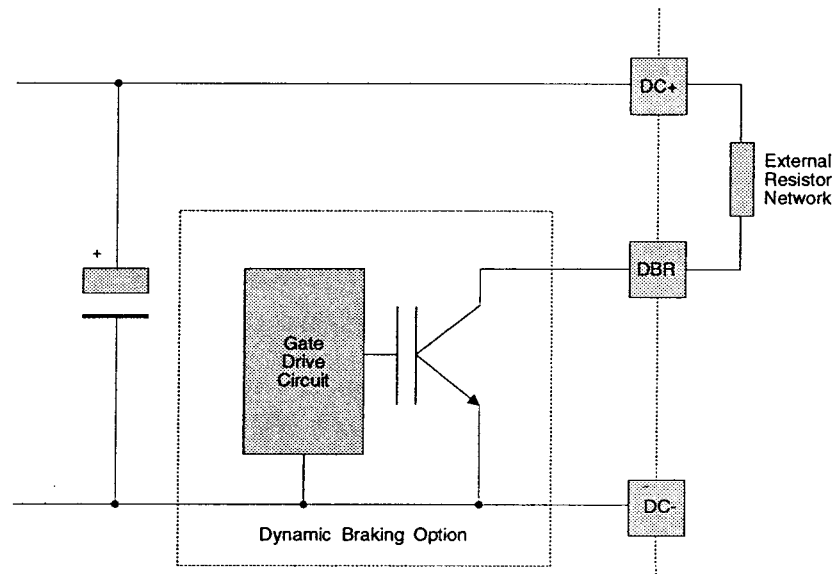 DC+
External
Resistor
Network
+
DBR
Gate
Drive
Circuit
DC-
Dynamic Braking Option